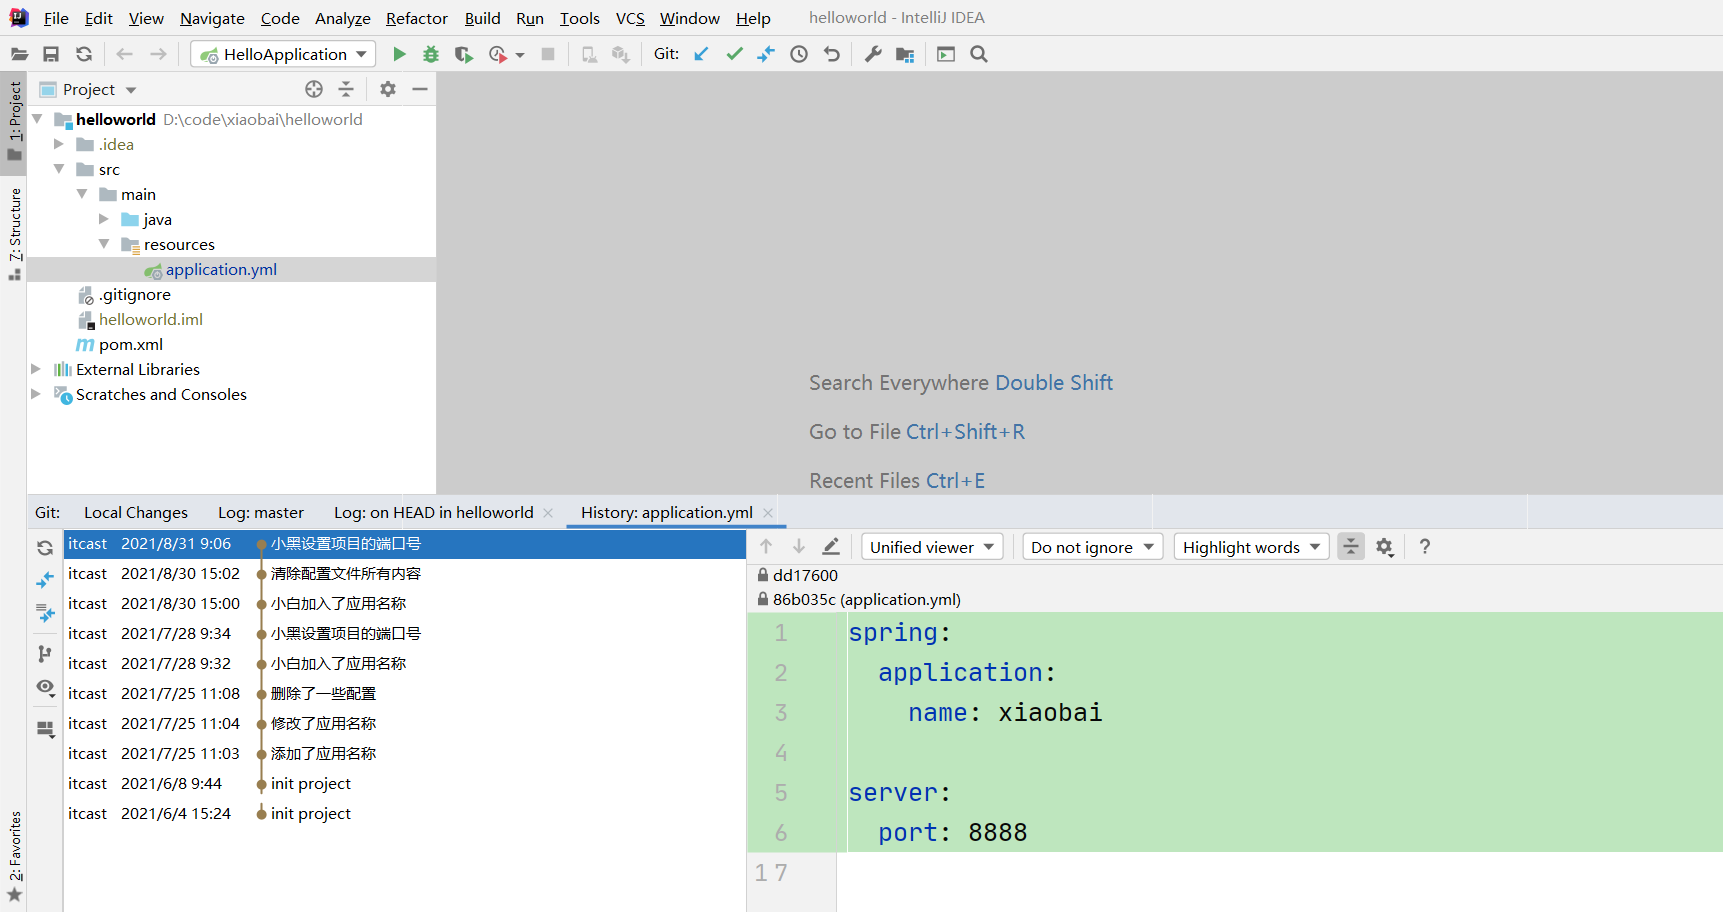 File Edit View Navigate Code Analyze Refactor Build Run Tools VCS Window Help helloworld - IntelliJ IDEA
HelloApplication Git:
1: Project
7: Structure
2: Favorites
Project
helloworld D:\code\xiaobai\helloworld
.idea
src
main
java
resources
application.yml
.gitignore
helloworld.iml
pom.xml
External Libraries
Scratches and Consoles
Search Everywhere Double Shift
Go to File Ctrl+Shift+R
Recent Files Ctrl+E
Git: Local Changes Log: master Log: on HEAD in helloworld History: application.yml
itcast 2021/8/31 9:06 小黑设置项目的端口号
itcast 2021/8/30 15:02 清除配置文件所有内容
itcast 2021/8/30 15:00 小白加入了应用名称
itcast 2021/7/28 9:34 小黑设置项目的端口号
itcast 2021/7/28 9:32 小白加入了应用名称
itcast 2021/7/25 11:08 删除了一些配置
itcast 2021/7/25 11:04 修改了应用名称
itcast 2021/7/25 11:03 添加了应用名称
itcast 2021/6/8 9:44 init project
itcast 2021/6/4 15:24 init project
Unified viewer Do not ignore Highlight words ?
dd17600
86b035c (application.yml)
1 spring:
2 application:
3 name: xiaobai
4
5 server:
6 port: 8888
1 7